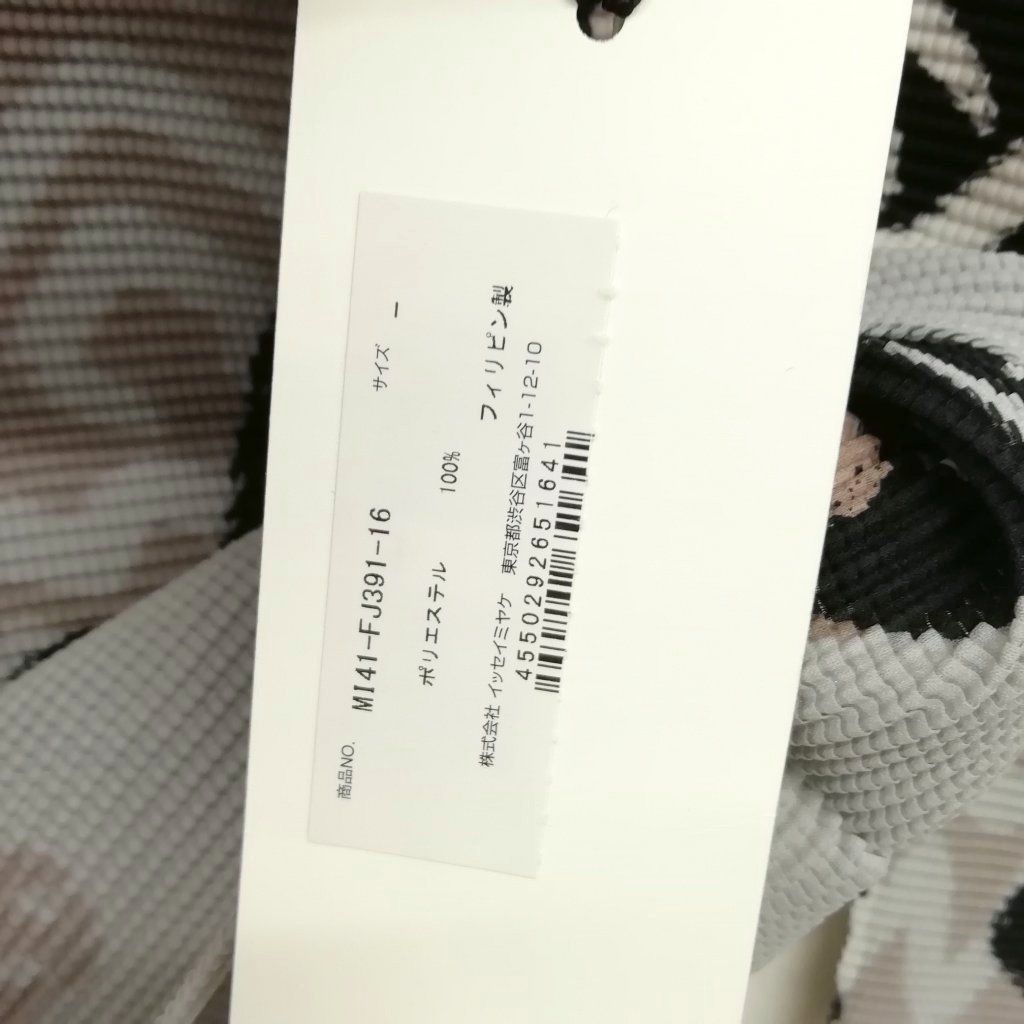 商品NO. サイズ
MI41-FJ391-16 －
ポリエステル 100%
フィリピン製
株式会社 イッセイミヤケ 東京都渋谷区富ヶ谷1-12-10
4550292651641